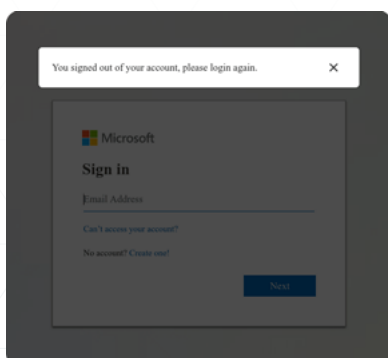 You signed out of your account, please login again.
Microsoft
Sign in
Email Address
Can't access your account?
No account? Create one!
Next